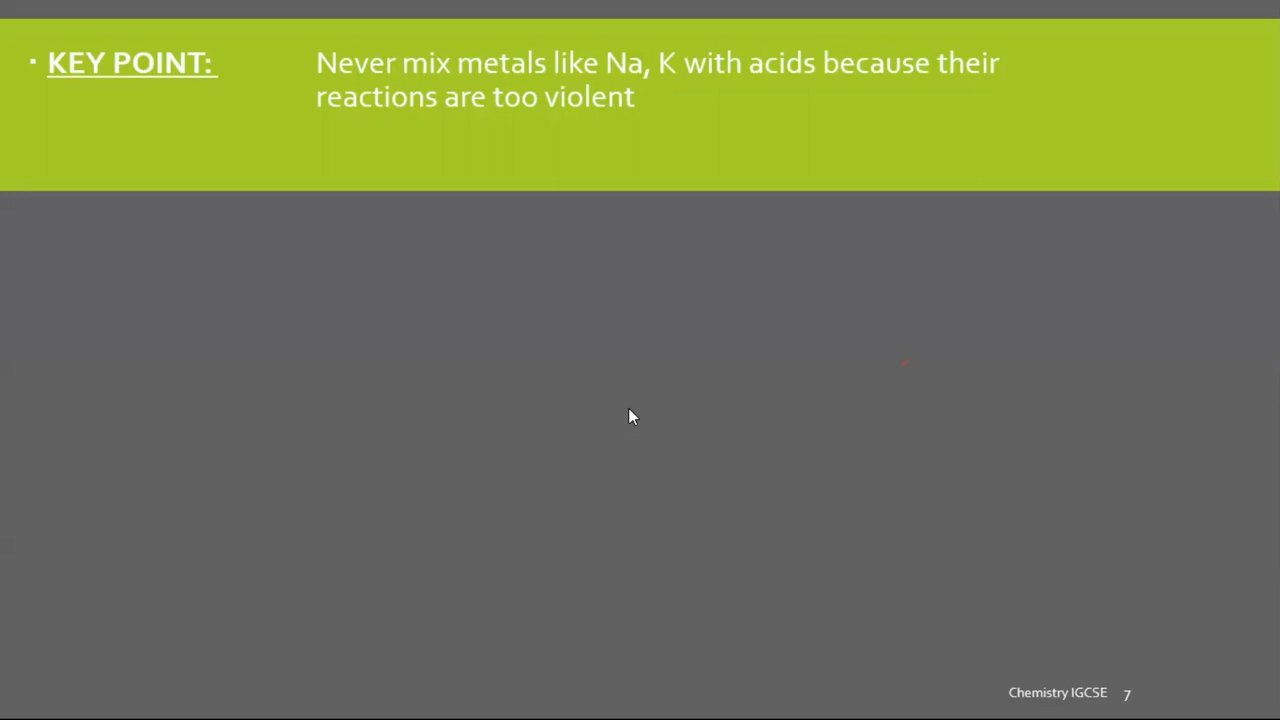 ▪ KEY POINT: Never mix metals like Na, K with acids because their
reactions are too violent
Chemistry IGCSE 7